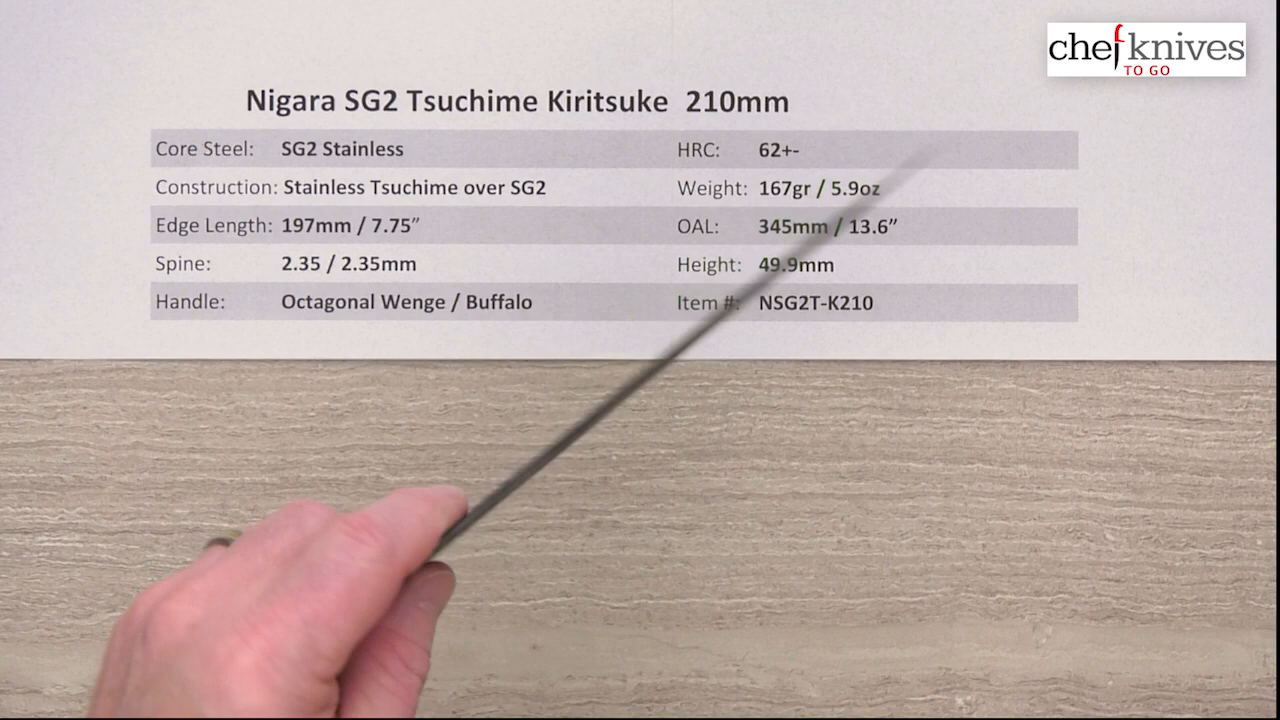 chefknives
TO GO
Nigara SG2 Tsuchime Kiritsuke 210mm
Core Steel: SG2 Stainless HRC: 62+-
Construction: Stainless Tsuchime over SG2 Weight: 167gr / 5.9oz
Edge Length: 197mm / 7.75” OAL: 345mm / 13.6”
Spine: 2.35 / 2.35mm Height: 49.9mm
Handle: Octagonal Wenge / Buffalo Item #: NSG2T-K210